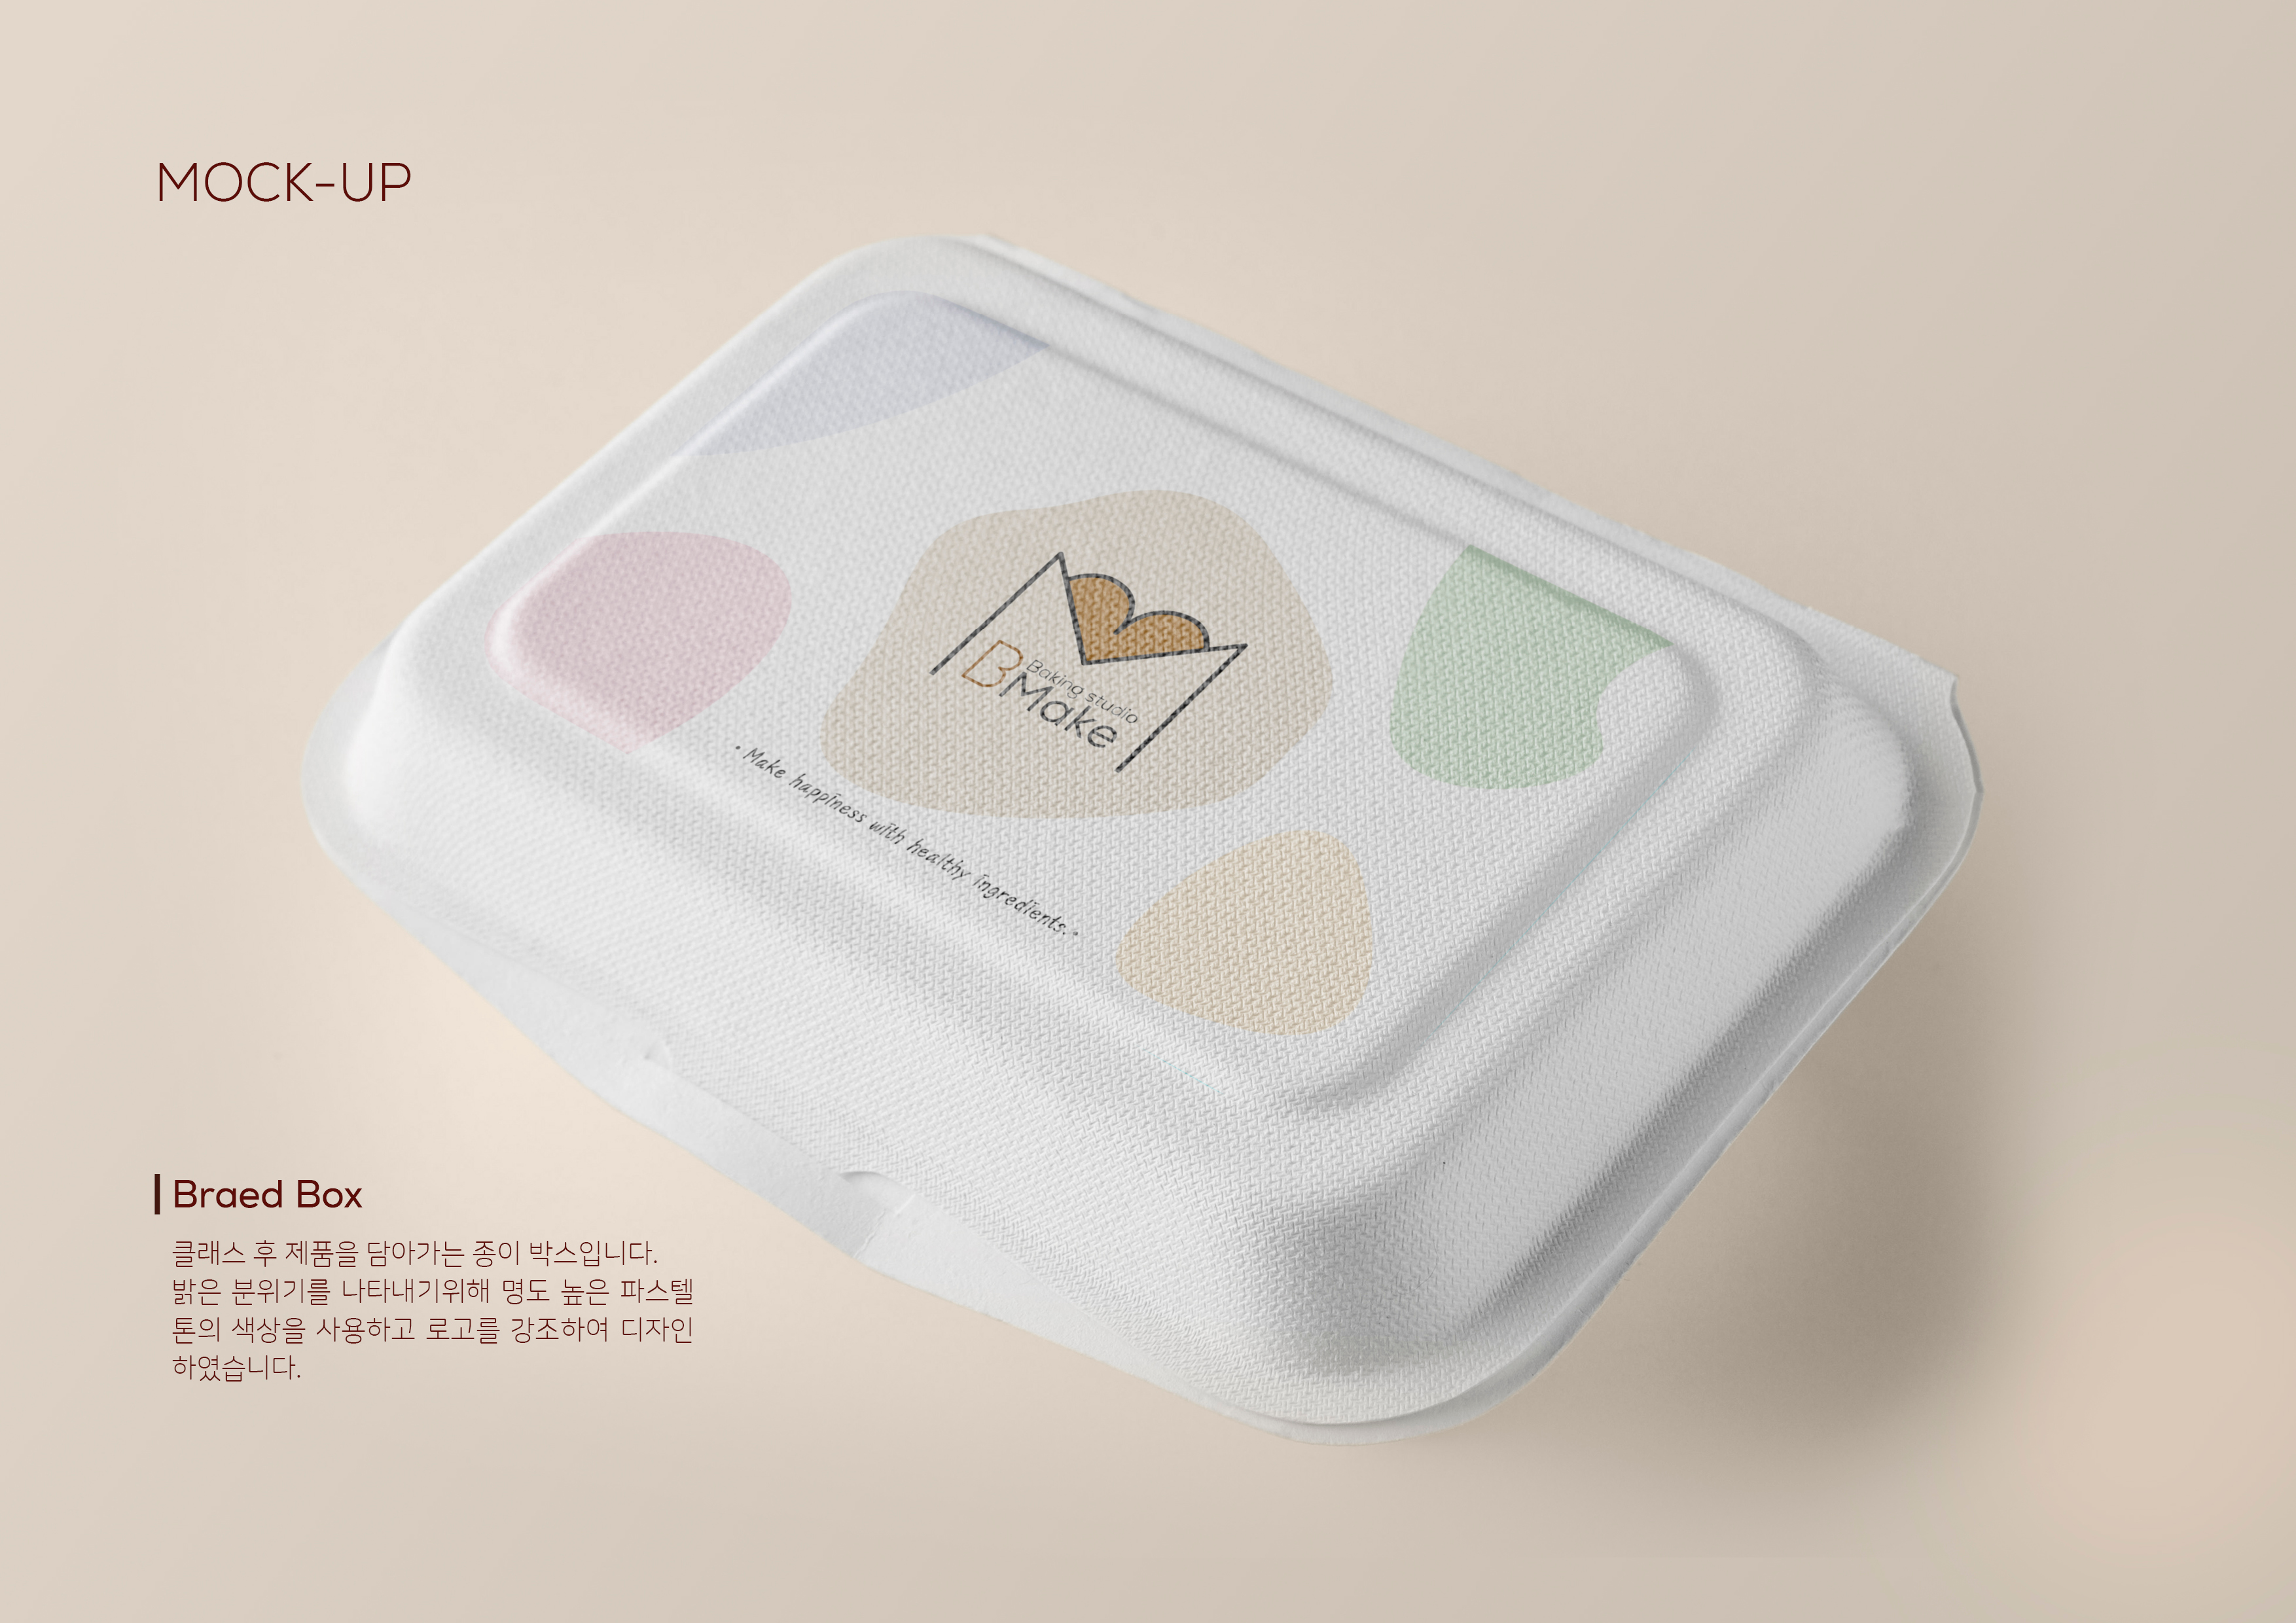 MOCK-UP
Baking studio
BMake
• Make happiness with healthy ingredients. •
Braed Box
클래스 후 제품을 담아가는 종이 박스입니다.
밝은 분위기를 나타내기위해 명도 높은 파스텔
톤의 색상을 사용하고 로고를 강조하여 디자인
하였습니다.